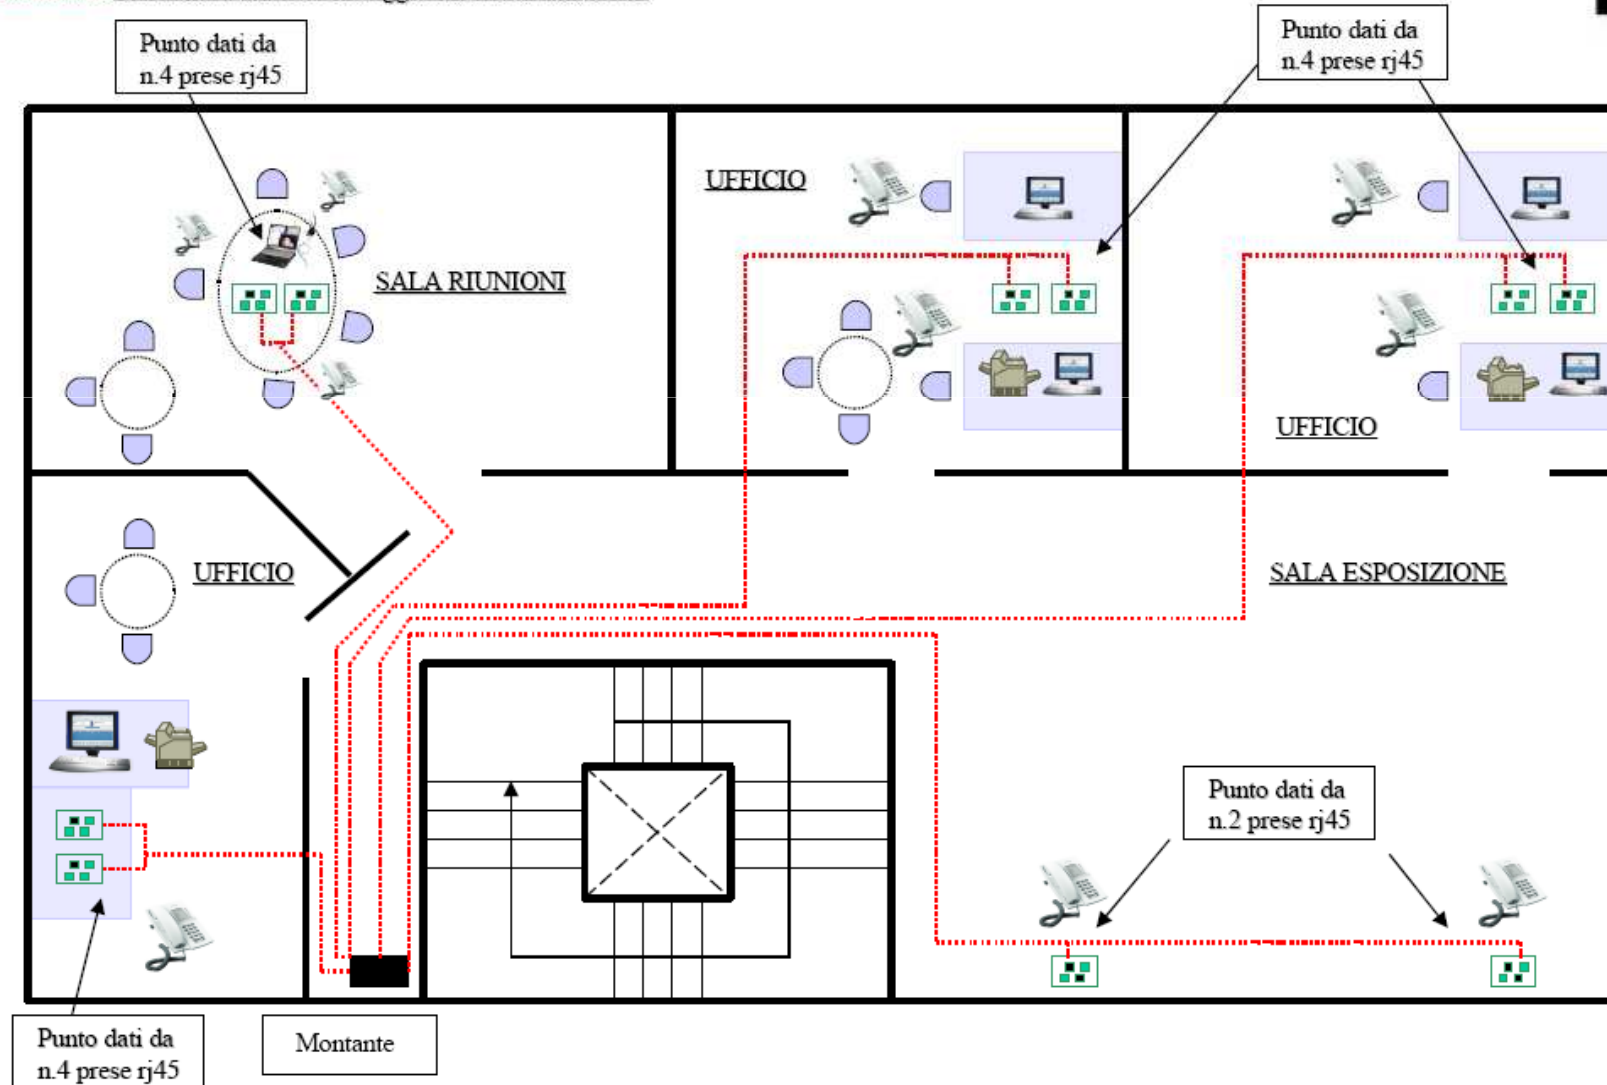 Punto dati da
n.4 prese rj45
Punto dati da
n.4 prese rj45
UFFICIO
SALA RIUNIONI
UFFICIO
UFFICIO
SALA ESPOSIZIONE
Punto dati da
n.2 prese rj45
Punto dati da
n.4 prese rj45
Montante